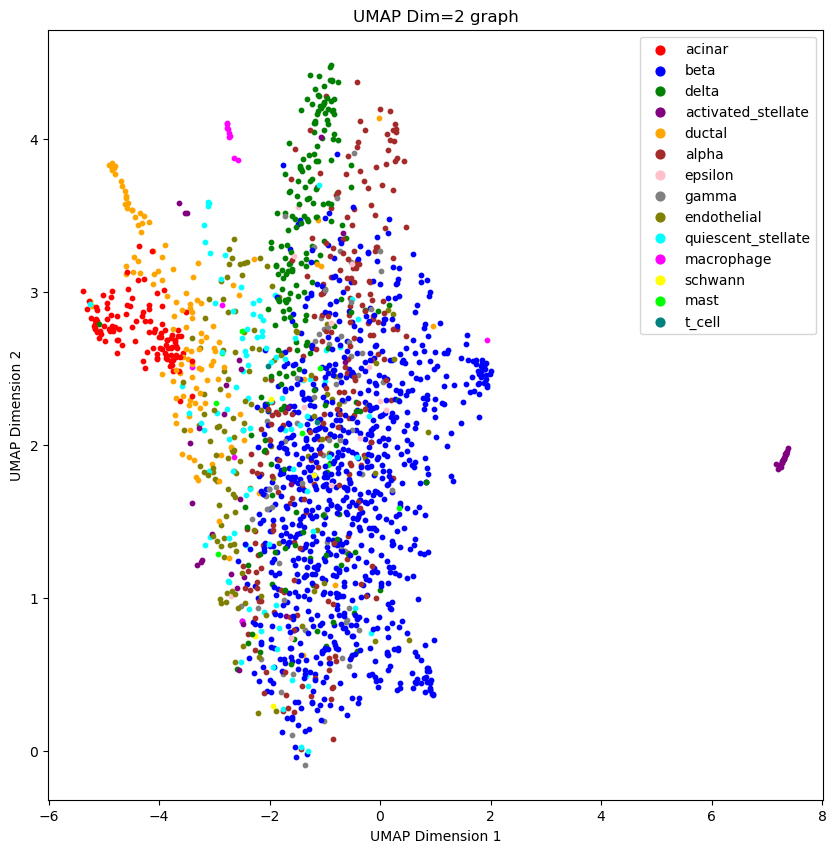 UMAP Dim=2 graph
acinar
beta
delta
activated_stellate
ductal
alpha
epsilon
gamma
endothelial
quiescent_stellate
macrophage
schwann
mast
t_cell
UMAP Dimension 2
4
3
2
1
0
−6
−4
−2
0
2
4
6
8
UMAP Dimension 1